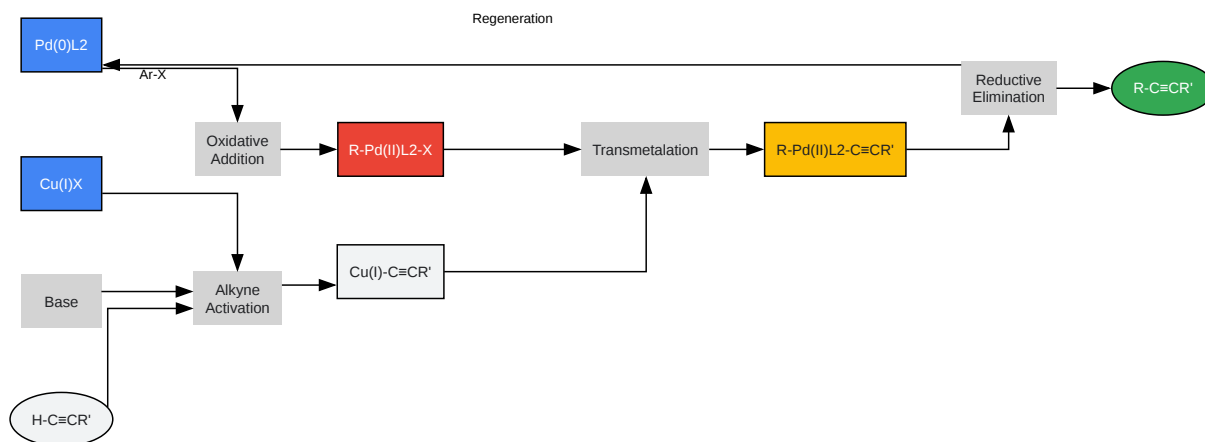 Regeneration
Pd(0)L2
Ar-X
Reductive
Elimination
R-C≡CR'
Oxidative
Addition
R-Pd(II)L2-X
Transmetalation
R-Pd(II)L2-C≡CR'
Cu(I)X
Cu(I)-C≡CR'
Base
Alkyne
Activation
H-C≡CR'